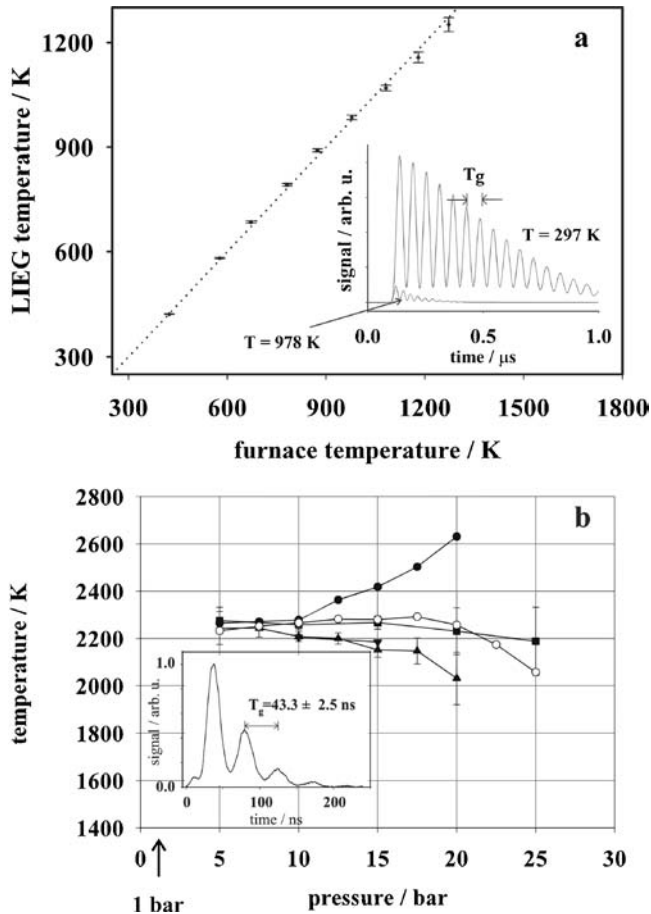 a
1200
900
600
300
LIEG temperature / K
300 600 900 1200 1500 1800
furnace temperature / K
signal / arb. u.
Tg
T = 297 K
T = 978 K
0.0 0.5 1.0
time / μs
b
2800
2600
2400
2200
2000
1800
1600
1400
temperature / K
0 5 10 15 20 25 30
1 bar
pressure / bar
signal / arb. u.
1.0
0.0
Tg=43.3 ± 2.5 ns
0 100 200
time / ns